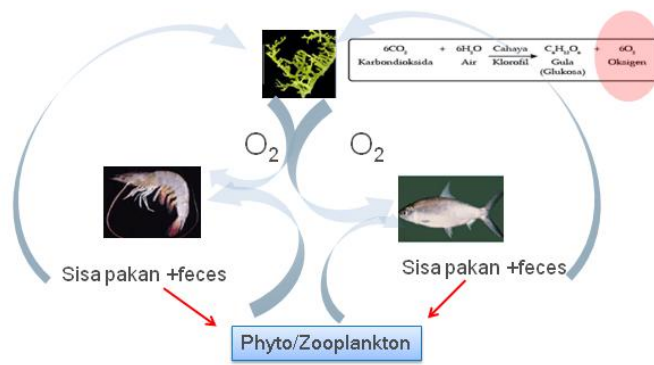 6CO₂ + 6H₂O Cahaya → C₆H₁₂O₆ + 6O₂
Karbondioksida Air Klorofil Gula Oksigen
(Glukosa)
O₂ O₂
Sisa pakan +feces Sisa pakan +feces
Phyto/Zooplankton